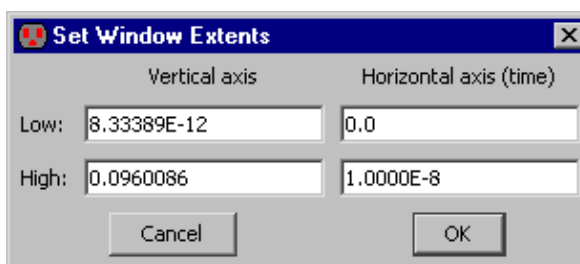 Set Window Extents
Vertical axis Horizontal axis (time)
Low: 8.33389E-12 0.0
High: 0.0960086 1.0000E-8
Cancel OK